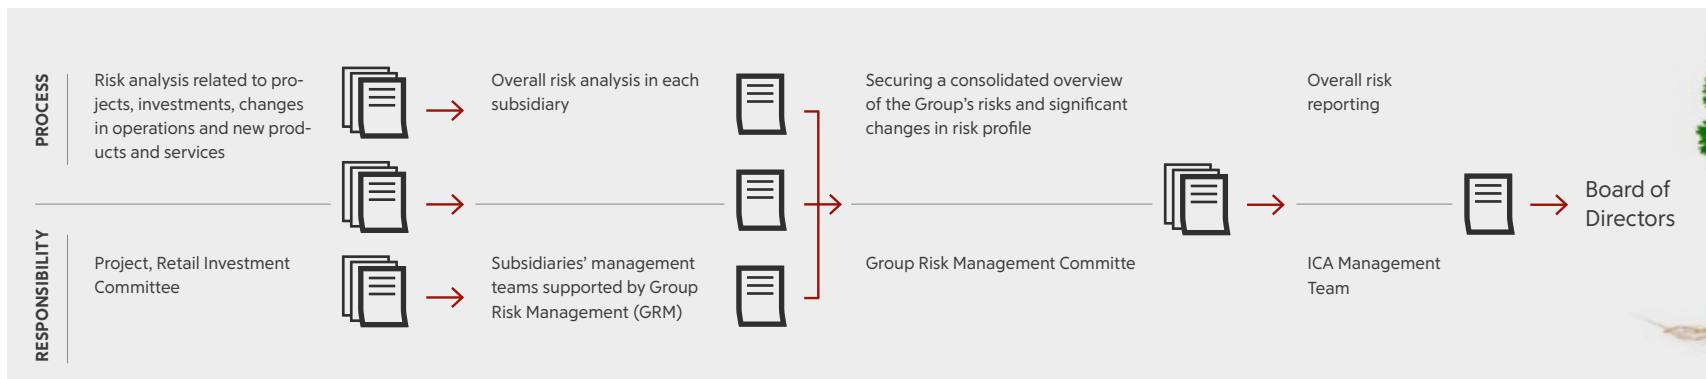 PROCESS
Risk analysis related to pro-
jects, investments, changes
in operations and new prod-
ucts and services
Overall risk analysis in each
subsidiary
Securing a consolidated overview
of the Group's risks and significant
changes in risk profile
Overall risk
reporting
Board of
Directors
RESPONSIBILITY
Project, Retail Investment
Committee
Subsidiaries' management
teams supported by Group
Risk Management (GRM)
Group Risk Management Committe
ICA Management
Team